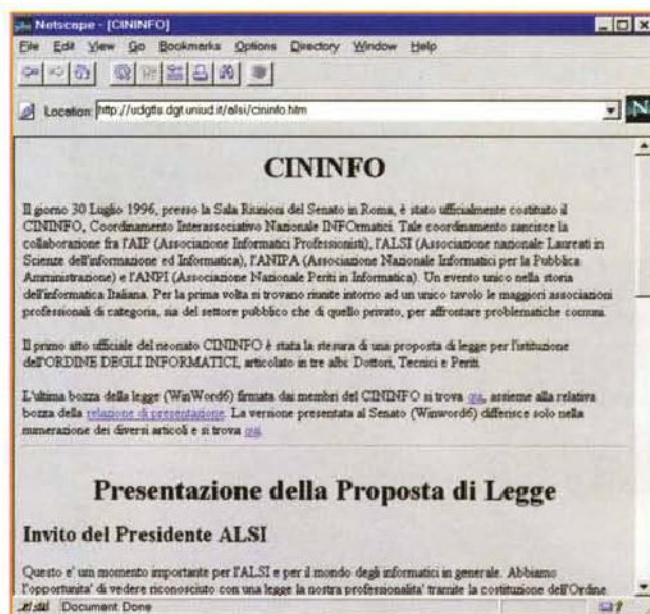 Netscape - [CININFO]
File Edit View Go Bookmarks Options Directory Window Help
Location: http://udgtls.dgt.uniud.it/alsi/cininfo.htm
N
CININFO
Il giorno 30 Luglio 1996, presso la Sala Riunioni del Senato in Roma, è stato ufficialmente costituito il
CININFO, Coordinamento Interassociativo Nazionale INFOrmatici. Tale coordinamento sancisce la
collaborazione fra l'AIP (Associazione Informatici Professionisti), l'ALSI (Associazione nazionale Laureati in
Scienze dell'informazione ed Informatica), l'ANIPA (Associazione Nazionale Informatici per la Pubblica
Amministrazione) e l'ANPI (Associazione Nazionale Periti in Informatica). Un evento unico nella storia
dell'informatica Italiana. Per la prima volta si trovano riunite intorno ad un unico tavolo le maggiori associazioni
professionali di categoria, sia del settore pubblico che di quello privato, per affrontare problematiche comuni.
Il primo atto ufficiale del neonato CININFO è stata la stesura di una proposta di legge per l'istituzione
dell'ORDINE DEGLI INFORMATICI, articolato in tre albi: Dottori, Tecnici e Periti.
L'ultima bozza della legge (WinWord6) firmata dai membri del CININFO si trova qui, assieme alla relativa
bozza della relazione di presentazione. La versione presentata al Senato (Winword6) differisce solo nella
numerazione dei diversi articoli e si trova qui.
Presentazione della Proposta di Legge
Invito del Presidente ALSI
Questo e' un momento importante per l'ALSI e per il mondo degli informatici in generale. Abbiamo
l'opportunita' di vedere riconosciuto con una legge la nostra professionalita' tramite la costituzione dell'Ordine
Document: Done